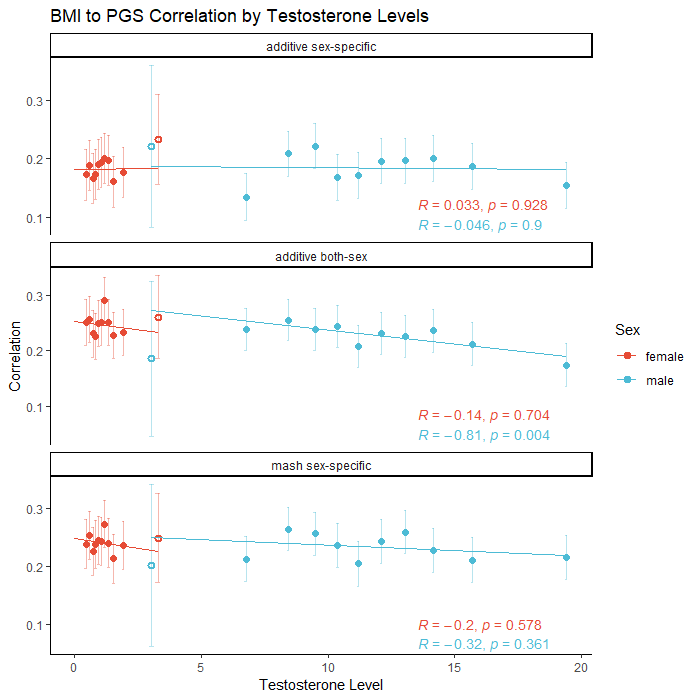 BMI to PGS Correlation by Testosterone Levels
additive sex-specific
0.3
0.2
0.1
R = 0.033, p = 0.928
R = −0.046, p = 0.9
additive both-sex
0.3
0.2
0.1
R = −0.14, p = 0.704
R = −0.81, p = 0.004
mash sex-specific
0.3
0.2
0.1
R = −0.2, p = 0.578
R = −0.32, p = 0.361
0 5 10 15 20
Testosterone Level
Correlation
Sex
female
male